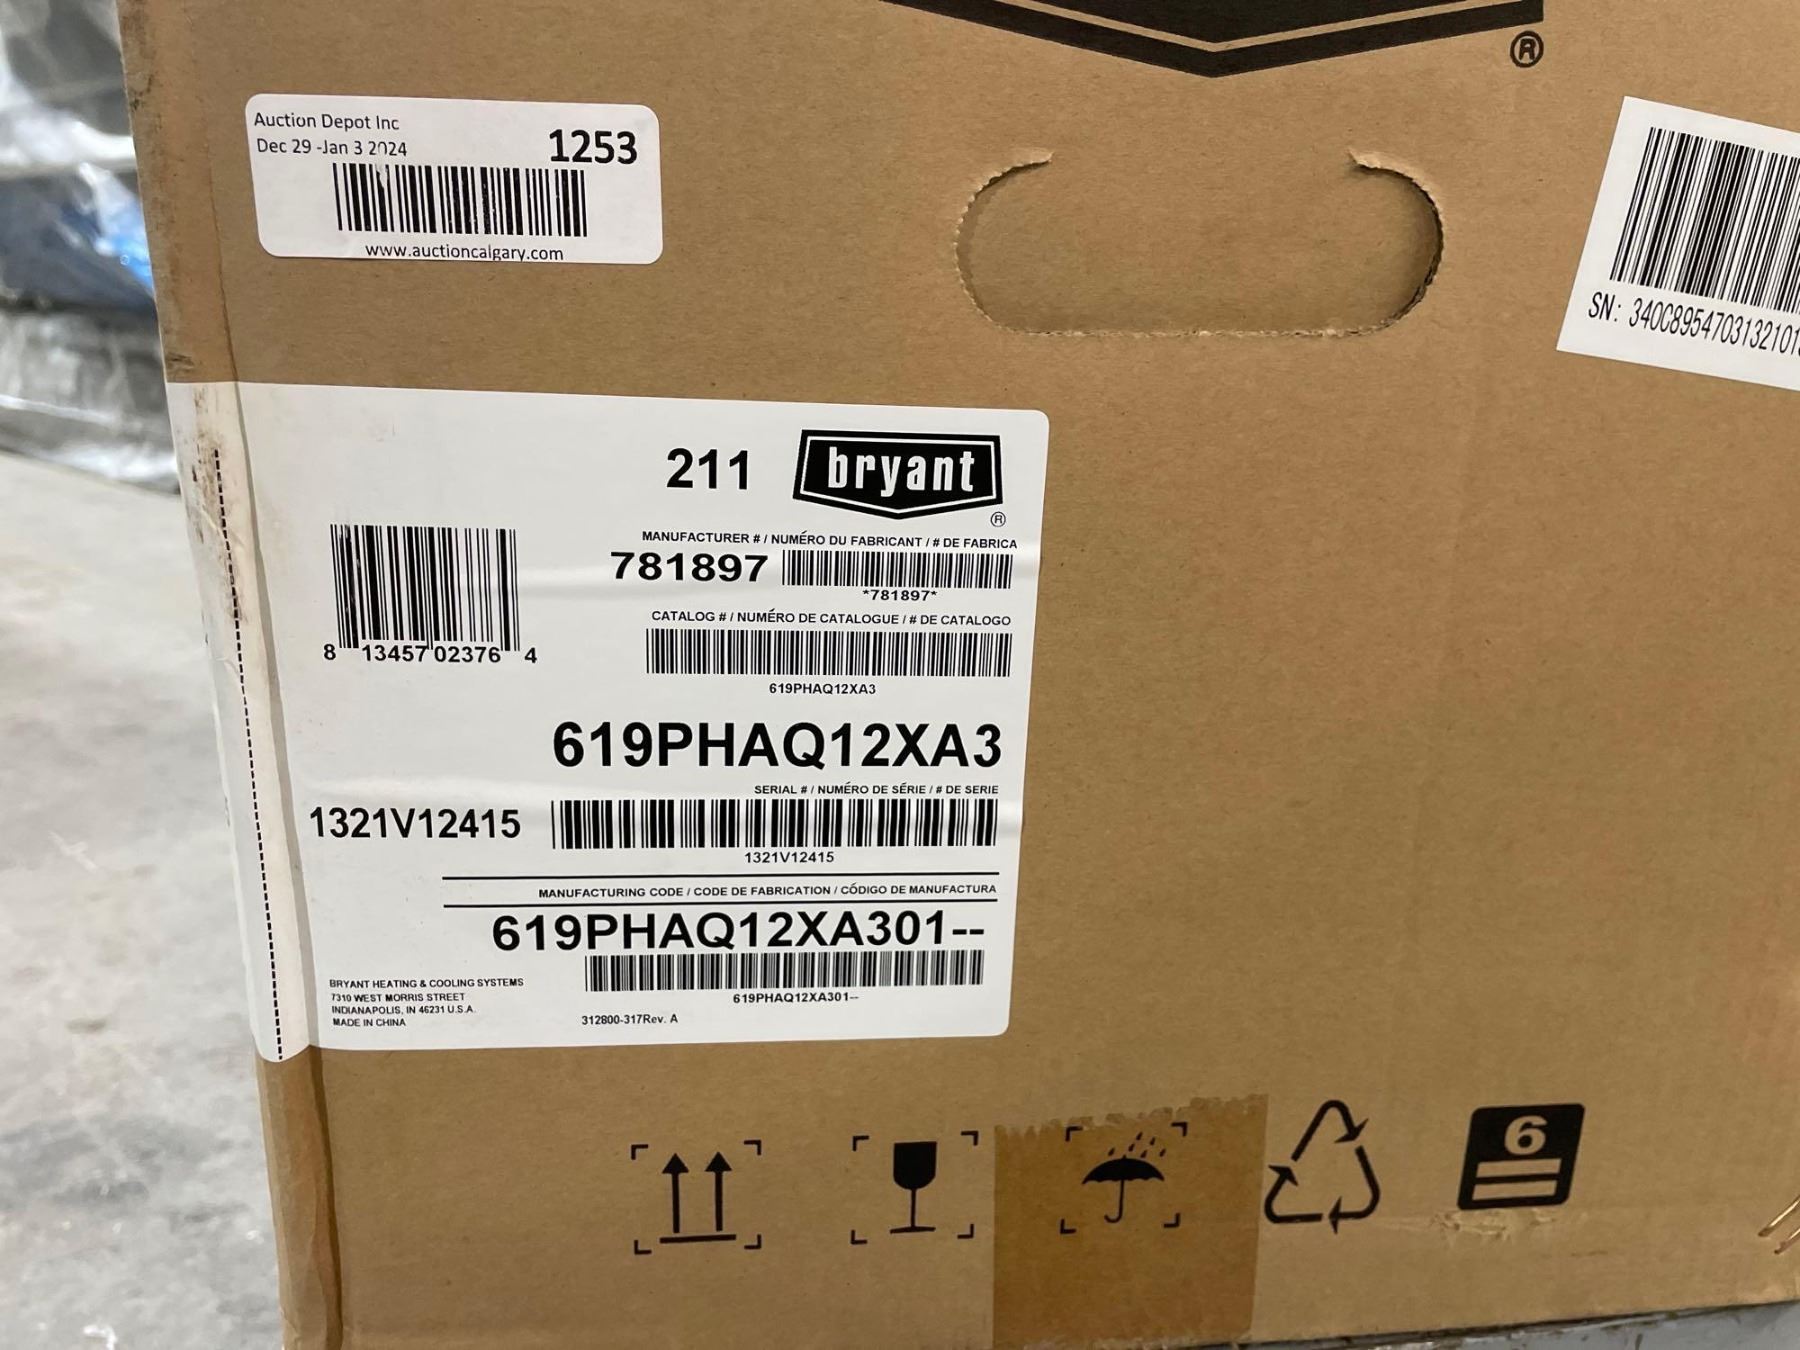 ®
Auction Depot Inc
Dec 29 -Jan 3 2024
1253
www.auctioncalgary.com
211
bryant
®
MANUFACTURER # / NUMÉRO DU FABRICANT / # DE FABRICA
781897
*781897*
CATALOG # / NUMÉRO DE CATALOGUE / # DE CATALOGO
619PHAQ12XA3
8 13457 02376 4
619PHAQ12XA3
SERIAL # / NUMÉRO DE SÉRIE / # DE SERIE
1321V12415
1321V12415
MANUFACTURING CODE / CODE DE FABRICATION / CÓDIGO DE MANUFACTURA
619PHAQ12XA301--
619PHAQ12XA301--
BRYANT HEATING & COOLING SYSTEMS
7310 WEST MORRIS STREET
INDIANAPOLIS, IN 46231 U.S.A.
MADE IN CHINA
312800-317Rev. A
SN:
6